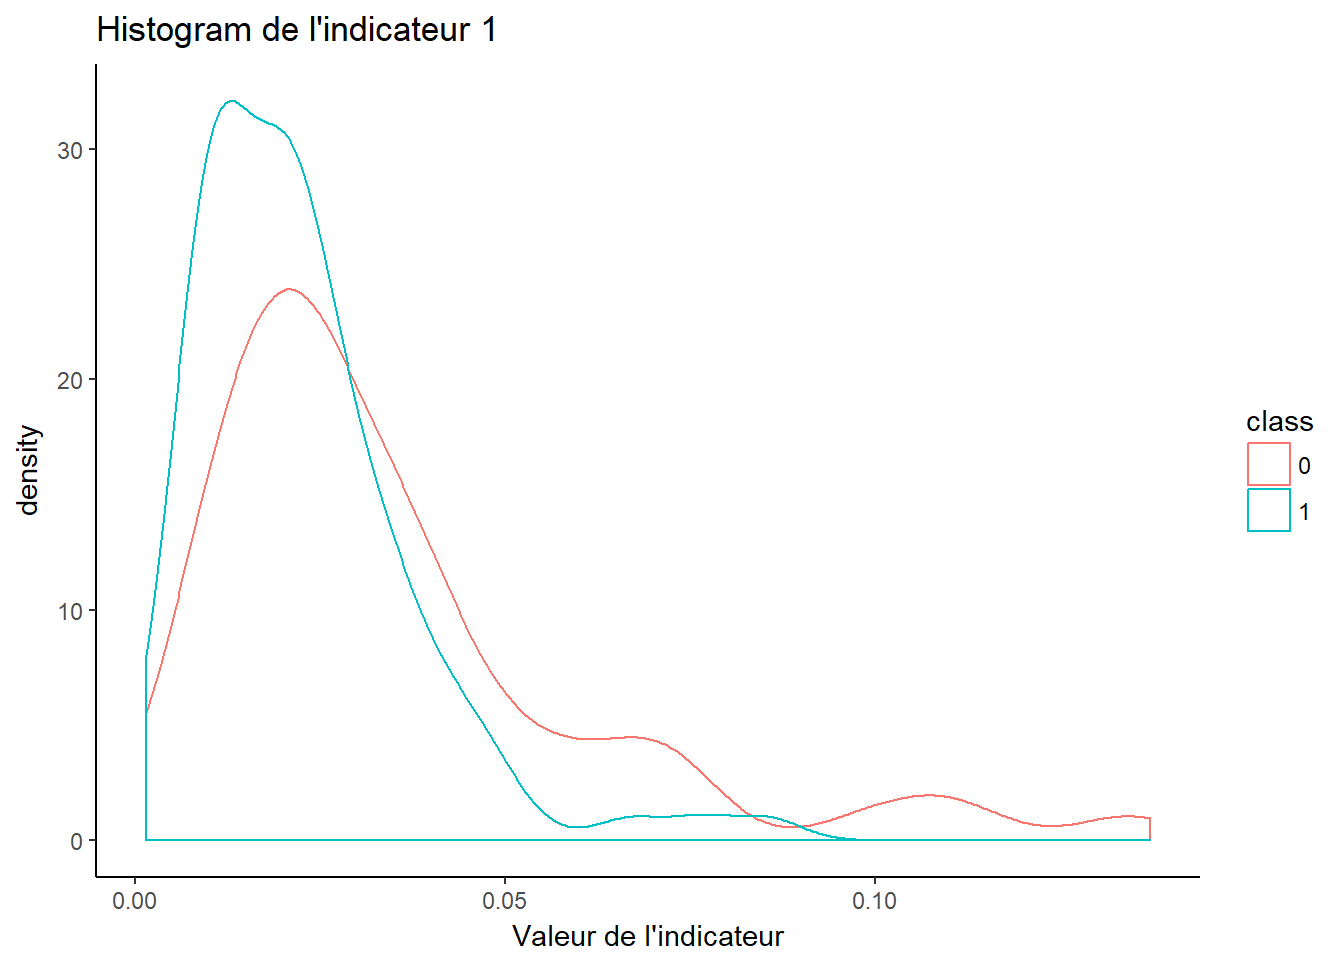 Histogram de l'indicateur 1
density
30
20
10
0
0.00
0.05
0.10
Valeur de l'indicateur
class
0
1